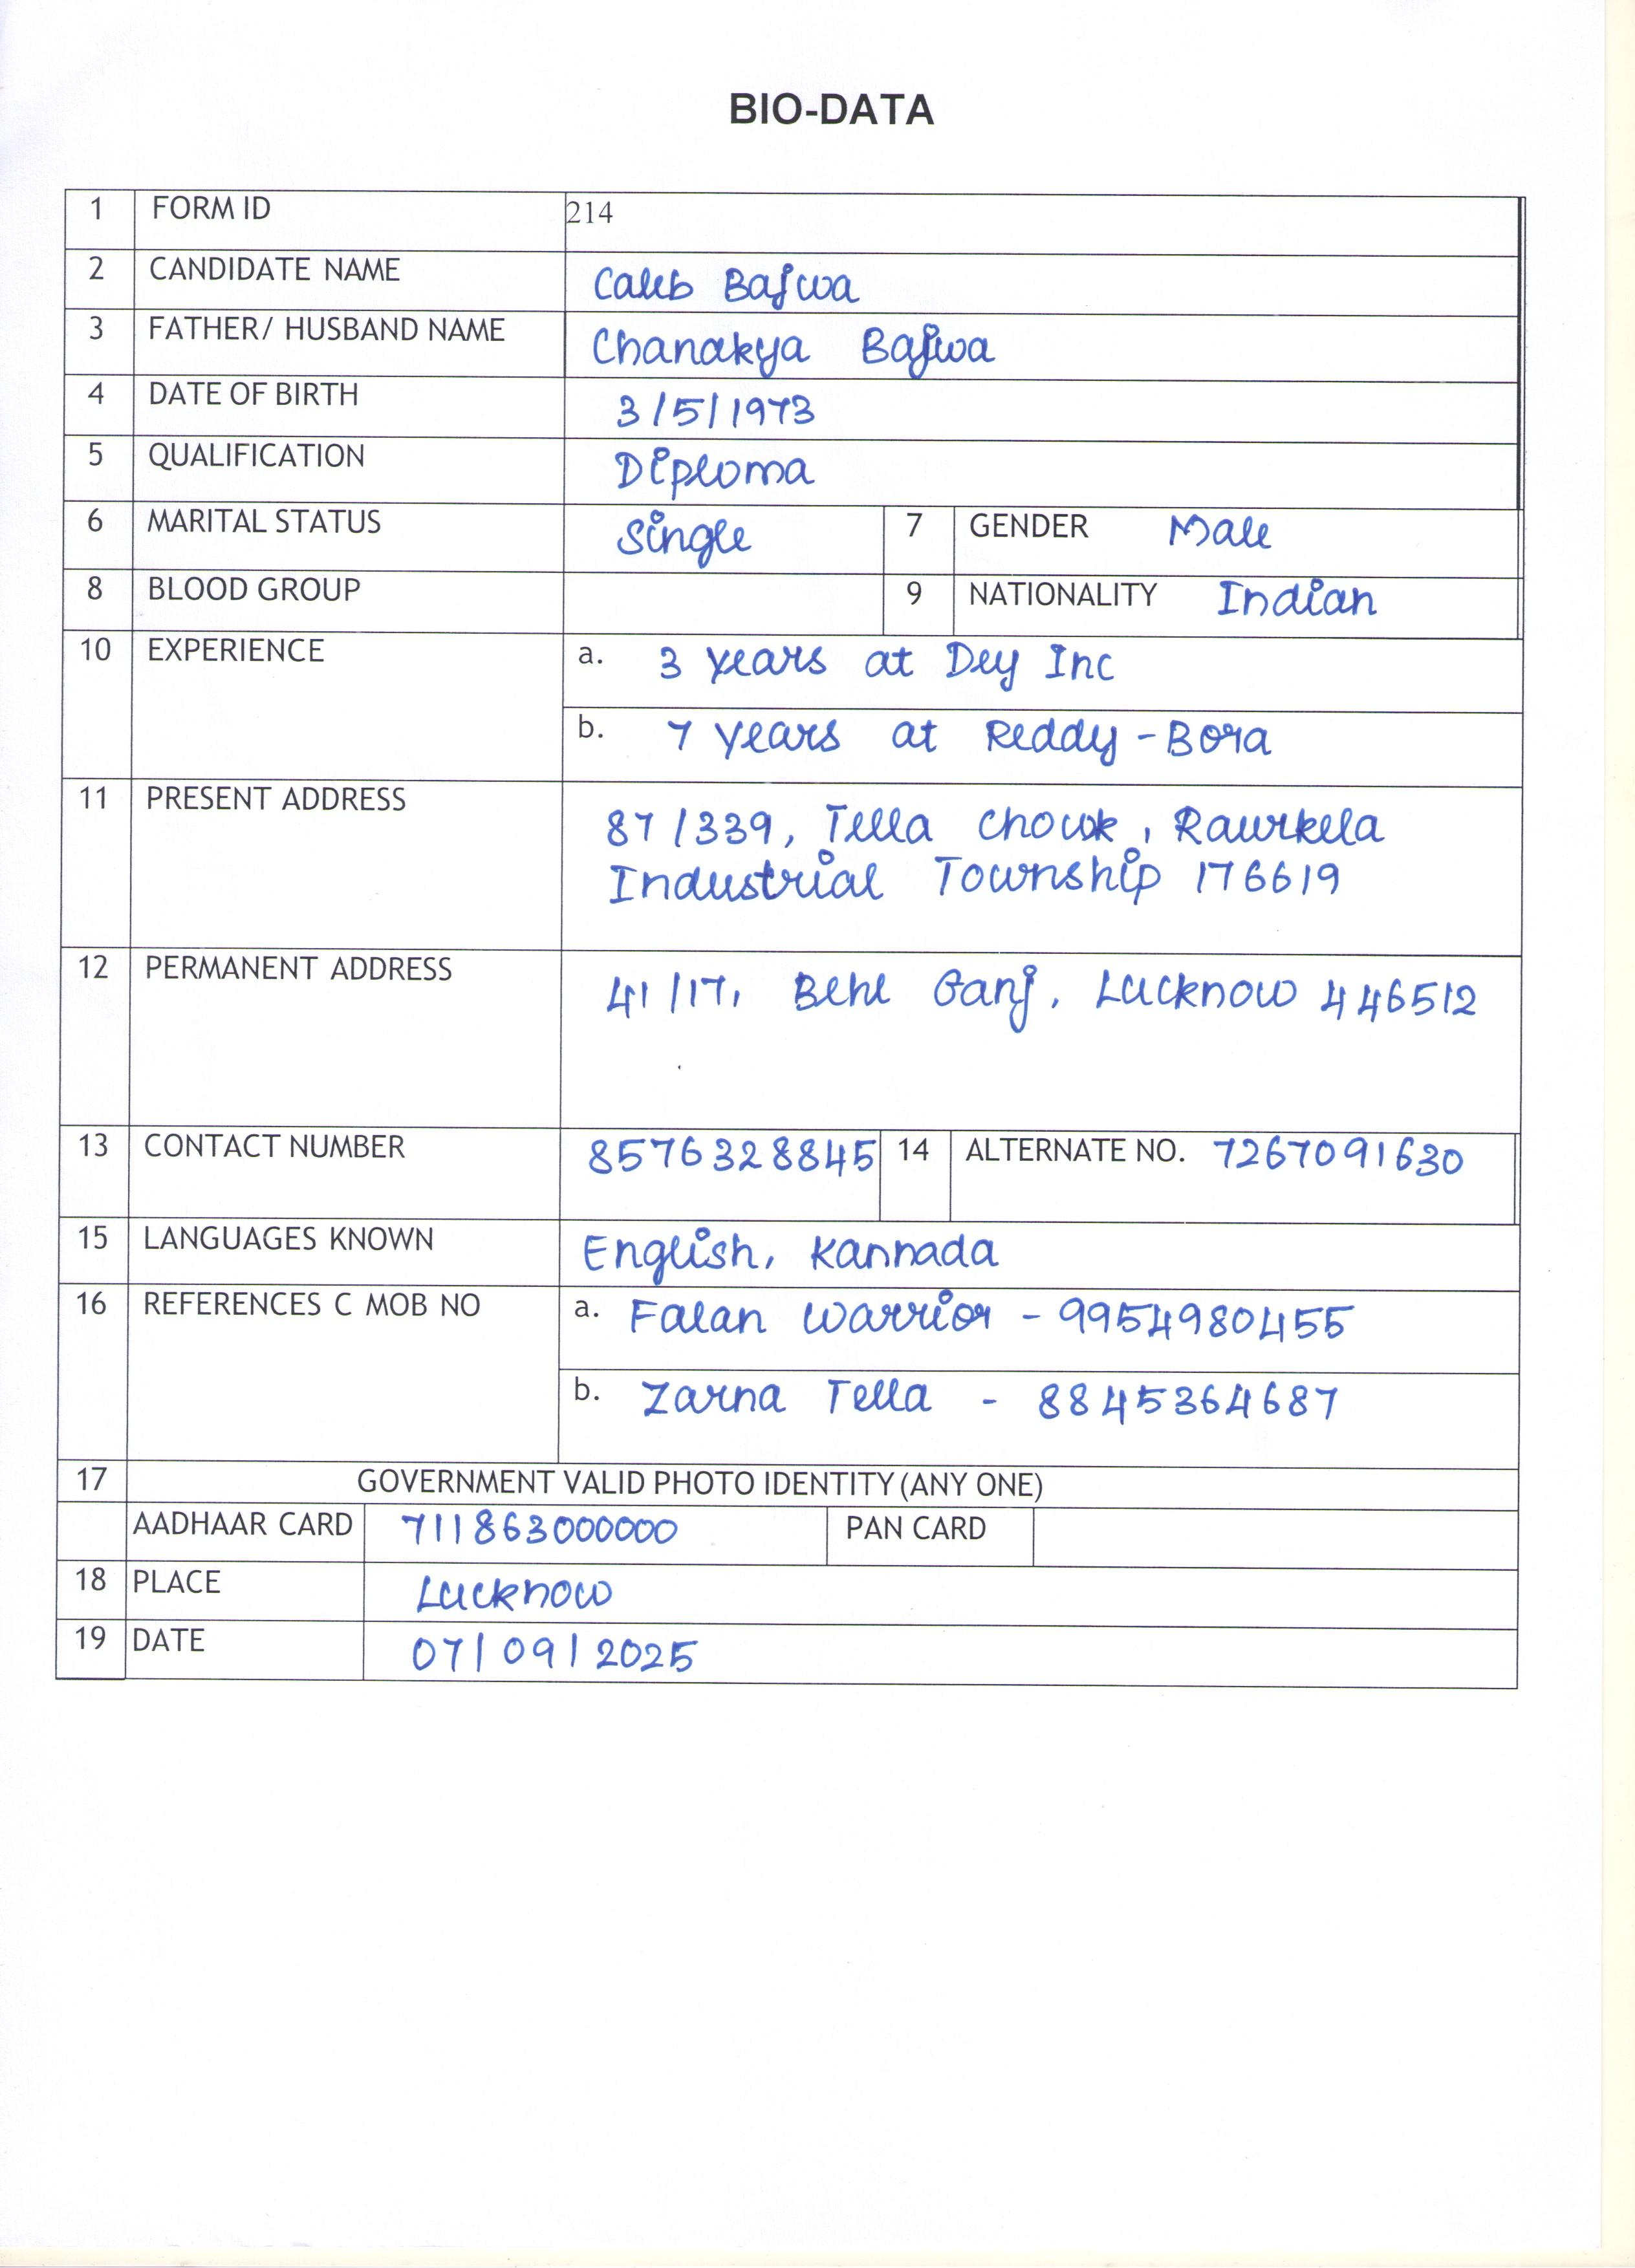 BIO-DATA
1 FORM ID 214
2 CANDIDATE NAME Caleb Bajwa
3 FATHER/ HUSBAND NAME Chanakya Bajwa
4 DATE OF BIRTH 3/5/1973
5 QUALIFICATION Diploma
6 MARITAL STATUS Single 7 GENDER Male
8 BLOOD GROUP 9 NATIONALITY Indian
10 EXPERIENCE a. 3 years at Dey Inc
b. 7 years at Reddy-Bora
11 PRESENT ADDRESS 87/339, Tella Chowk, Rawrkela
Industrial Township 176619
12 PERMANENT ADDRESS 41/17, Behl Ganj, Lucknow 446512
13 CONTACT NUMBER 8576328845 14 ALTERNATE NO. 7267091630
15 LANGUAGES KNOWN English, Kannada
16 REFERENCES C MOB NO a. Falan Warrior - 9954980455
b. Zarna Tella - 8845364687
17 GOVERNMENT VALID PHOTO IDENTITY (ANY ONE)
AADHAAR CARD 711863000000 PAN CARD
18 PLACE Lucknow
19 DATE 07/09/2025